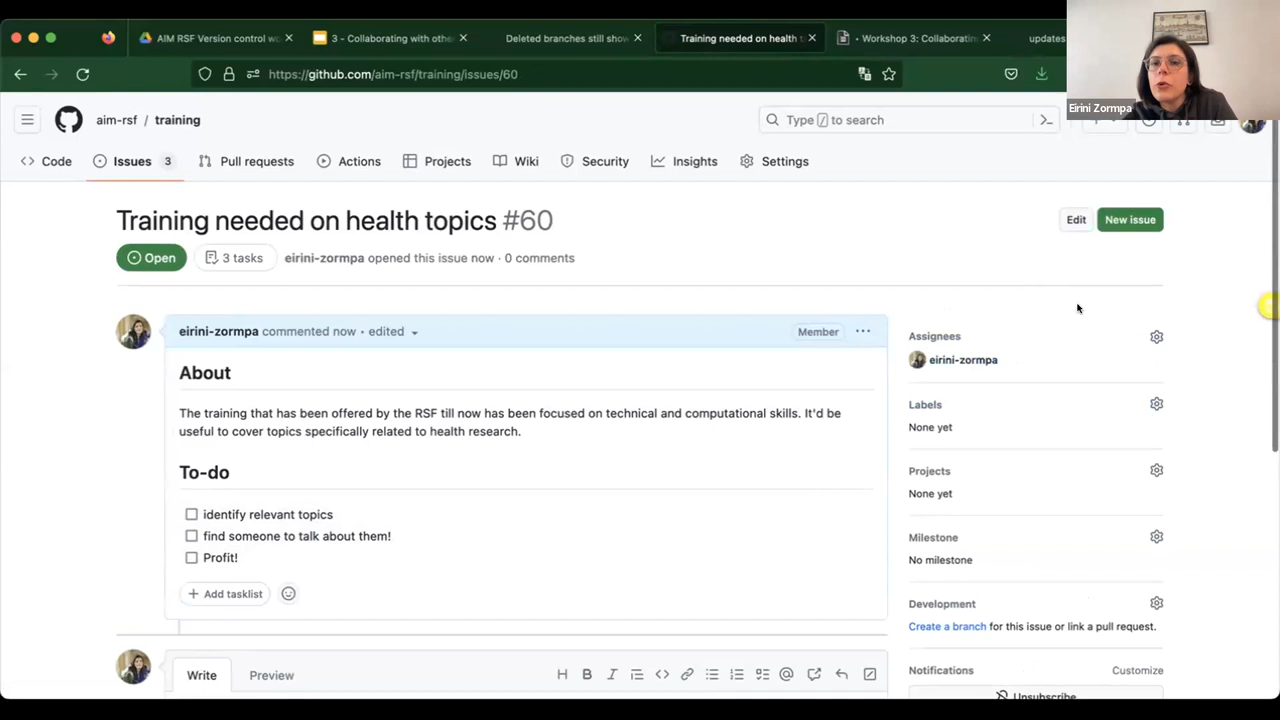 AIM RSF Version control wo
3 - Collaborating with othe
Deleted branches still show
Training needed on health t
Workshop 3: Collaboratin
updates
https://github.com/aim-rsf/training/issues/60
Eirini Zormpa
aim-rsf / training
Type / to search
Code
Issues 3
Pull requests
Actions
Projects
Wiki
Security
Insights
Settings
Training needed on health topics #60
Edit
New issue
Open
3 tasks
eirini-zormpa opened this issue now · 0 comments
eirini-zormpa commented now • edited
Member
Assignees
eirini-zormpa
About
The training that has been offered by the RSF till now has been focused on technical and computational skills. It'd be
useful to cover topics specifically related to health research.
Labels
None yet
To-do
Projects
None yet
identify relevant topics
find someone to talk about them!
Profit!
Milestone
No milestone
Add tasklist
Development
Create a branch for this issue or link a pull request.
Write
Preview
Notifications
Customize
Unsubscribe